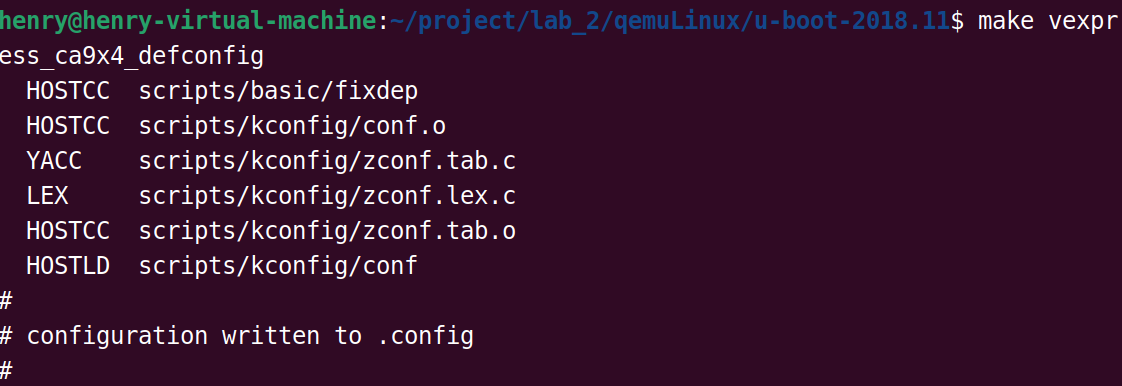 henry@henry-virtual-machine:~/project/lab_2/qemuLinux/u-boot-2018.11$ make vexpr
ess_ca9x4_defconfig
  HOSTCC  scripts/basic/fixdep
  HOSTCC  scripts/kconfig/conf.o
  YACC    scripts/kconfig/zconf.tab.c
  LEX     scripts/kconfig/zconf.lex.c
  HOSTCC  scripts/kconfig/zconf.tab.o
  HOSTLD  scripts/kconfig/conf
#
# configuration written to .config
#